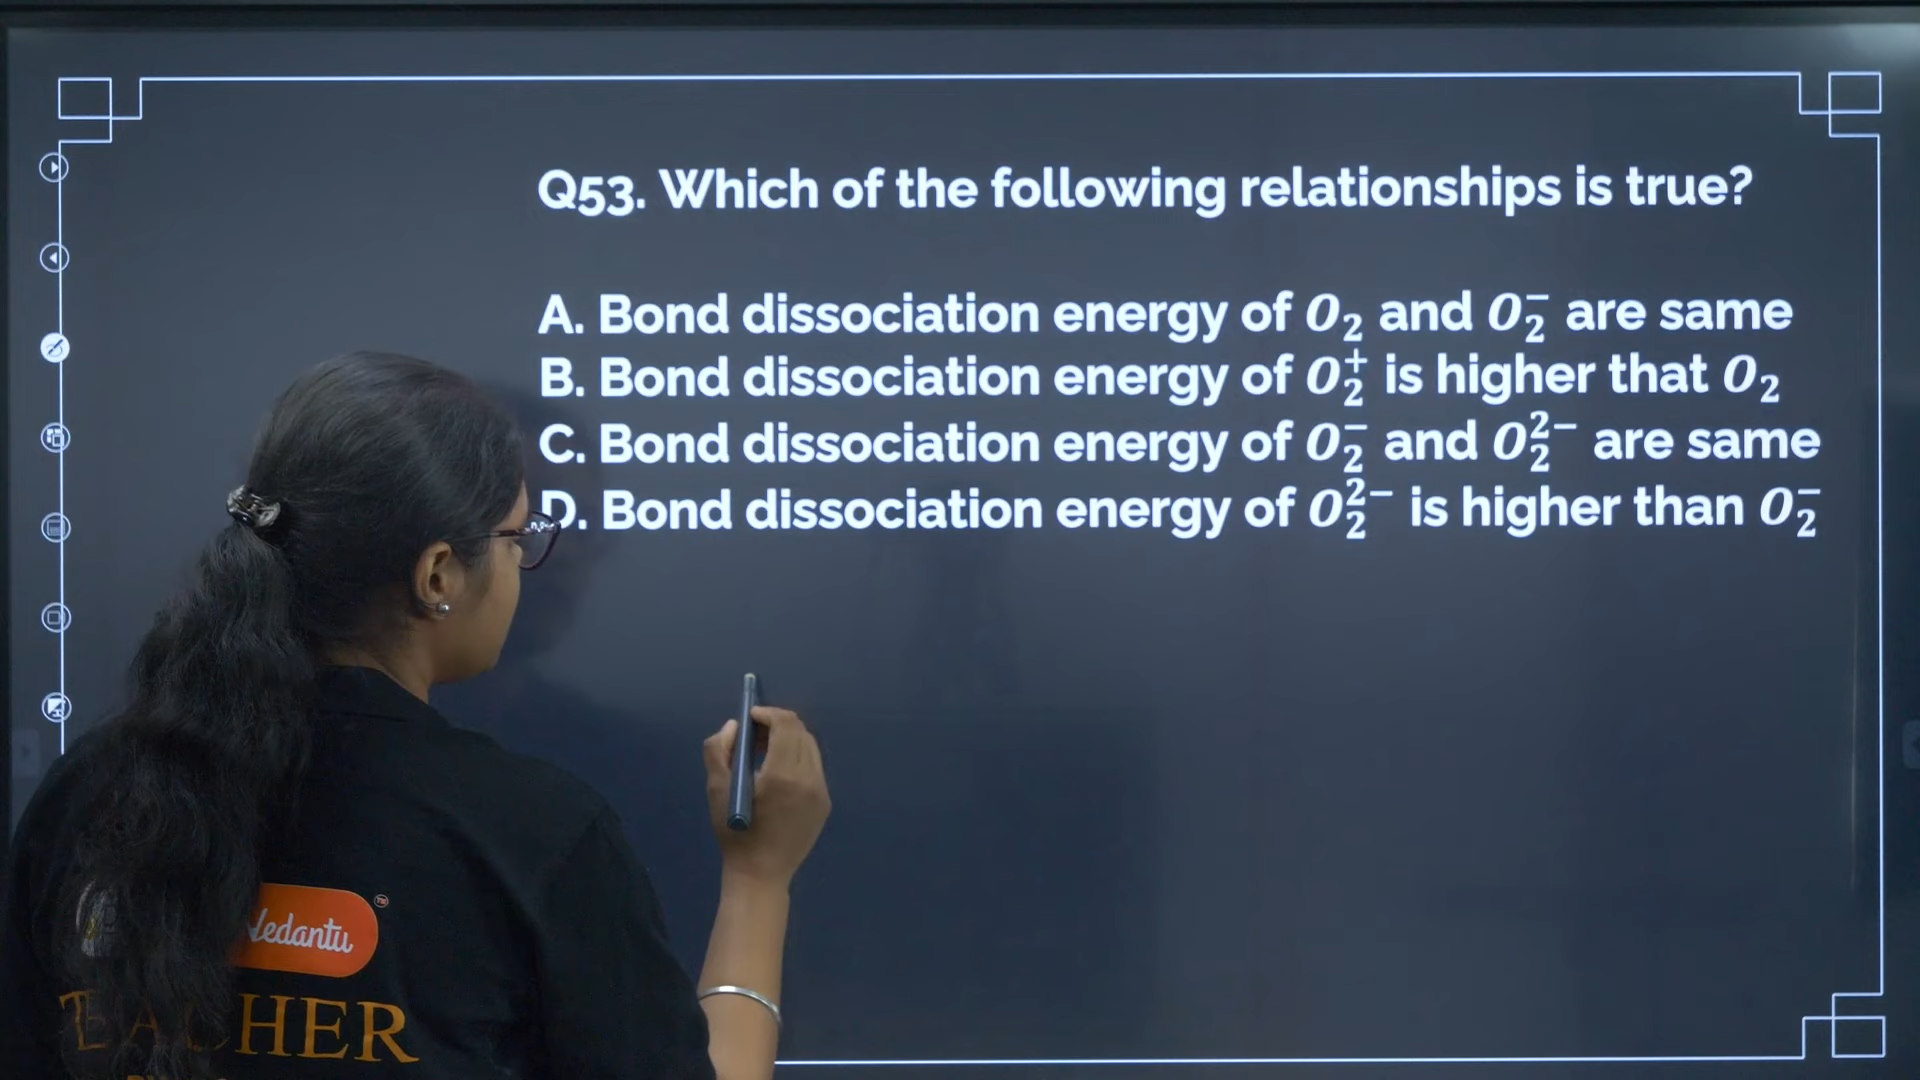 Q53. Which of the following relationships is true?
A. Bond dissociation energy of O₂ and O₂⁻ are same
B. Bond dissociation energy of O₂⁺ is higher that O₂
C. Bond dissociation energy of O₂⁻ and O₂²⁻ are same
D. Bond dissociation energy of O₂²⁻ is higher than O₂⁻
Vedantu
TEACHER